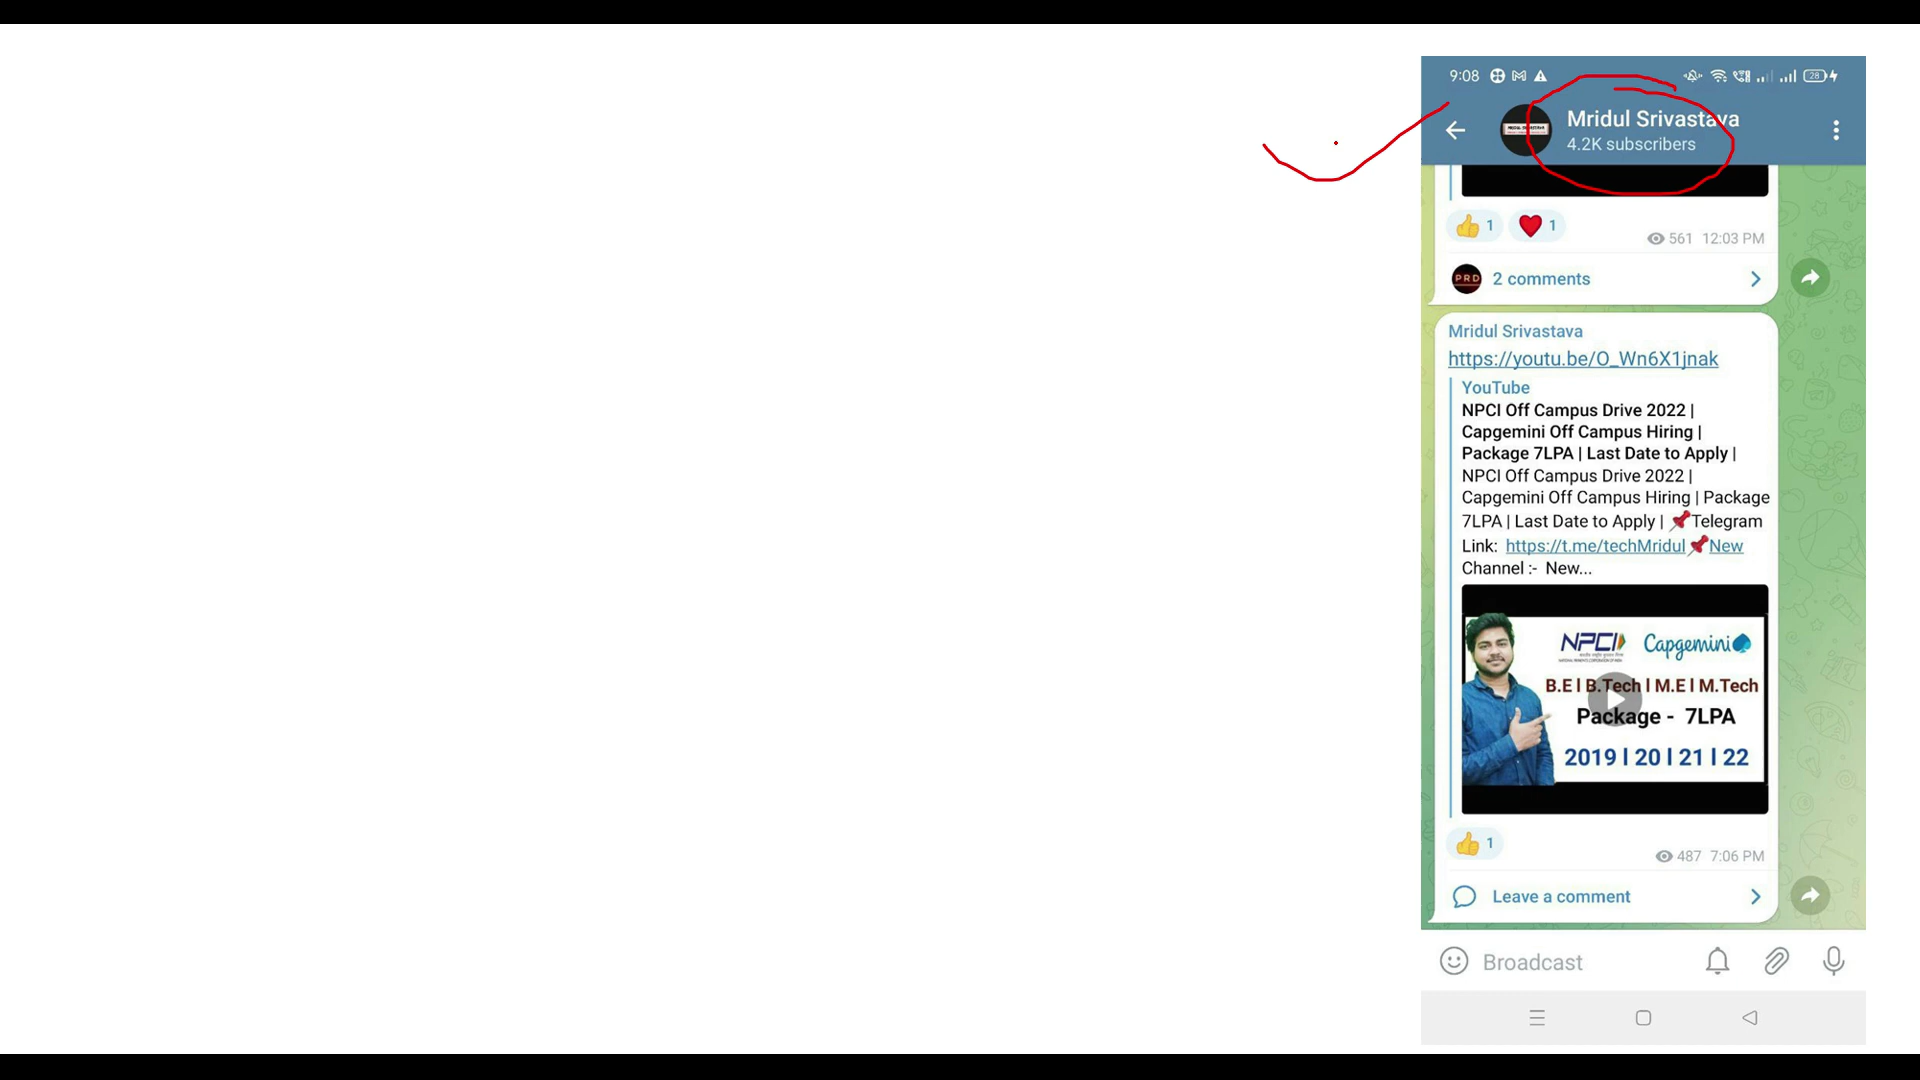 9:08
28
Mridul Srivastava
4.2K subscribers
👍 1 ❤️ 1
561 12:03 PM
PRD
2 comments
Mridul Srivastava
https://youtu.be/O_Wn6X1jnak
YouTube
NPCI Off Campus Drive 2022 |
Capgemini Off Campus Hiring |
Package 7LPA | Last Date to Apply |
NPCI Off Campus Drive 2022 |
Capgemini Off Campus Hiring | Package
7LPA | Last Date to Apply | 📌Telegram
Link: https://t.me/techMridul📌New
Channel :- New...
NPCI Capgemini
B.E | B.Tech | M.E | M.Tech
Package - 7LPA
2019 | 20 | 21 | 22
👍 1
487 7:06 PM
Leave a comment
Broadcast